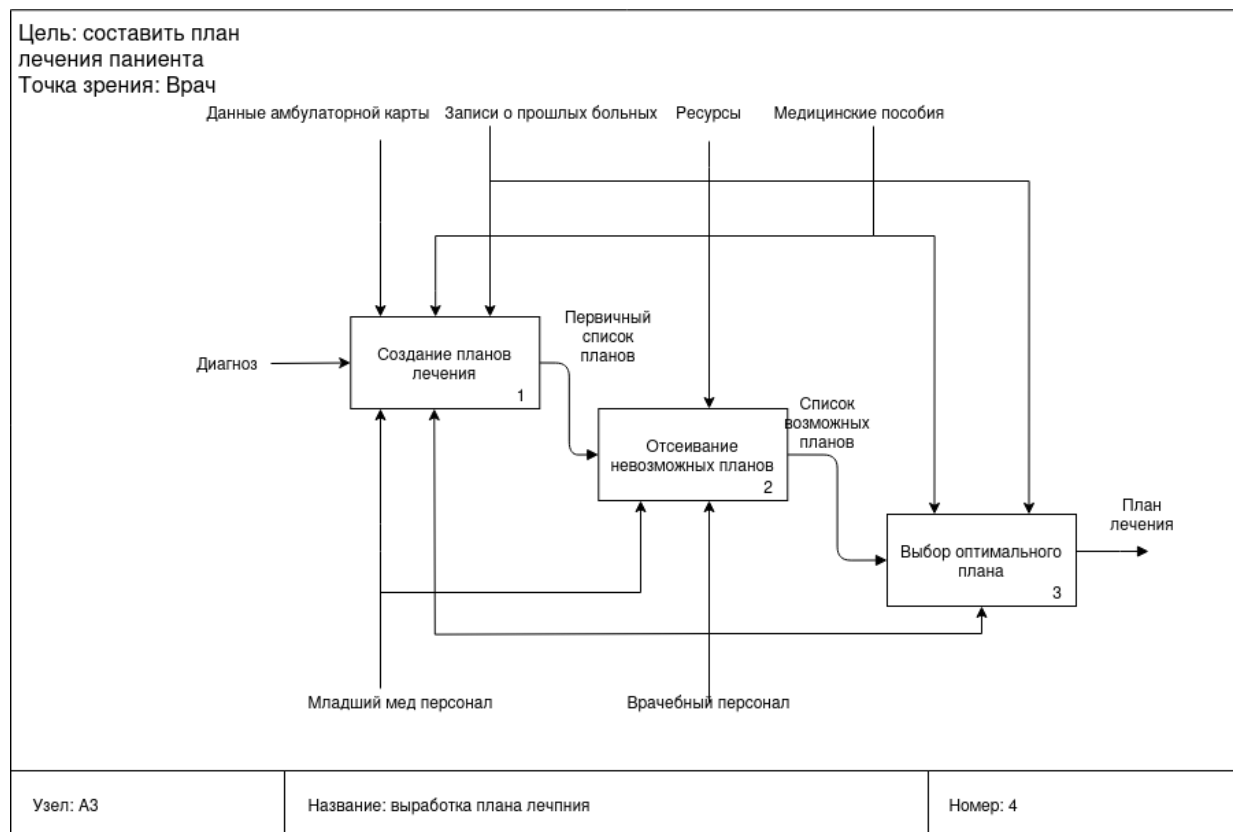 Цель: составить план
лечения паниента
Точка зрения: Врач
Данные амбулаторной карты
Записи о прошлых больных
Ресурсы
Медицинские пособия
Диагноз
Создание планов
лечения
1
Первичный
список
планов
Отсеивание
невозможных планов
2
Список
возможных
планов
Выбор оптимального
плана
3
План
лечения
Младший мед персонал
Врачебный персонал
Узел: А3
Название: выработка плана лечпния
Номер: 4